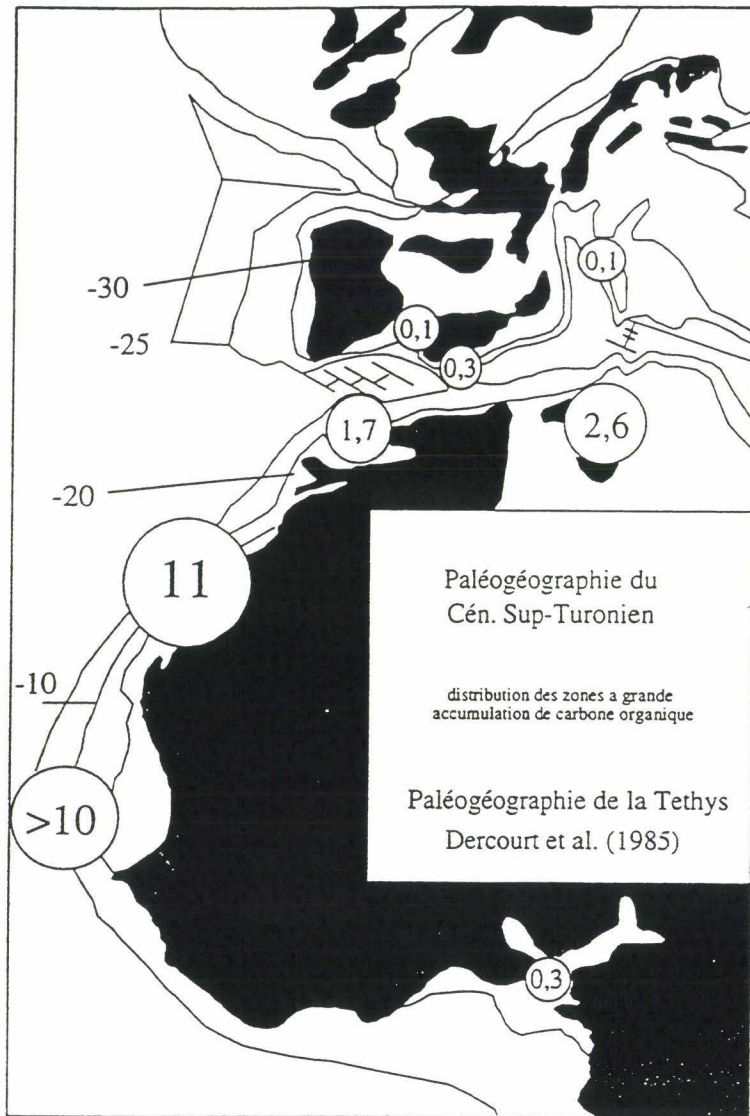 0,1
-30
0,1
-25
0,3
1,7
2,6
-20
11
Paléogéographie du
Cén. Sup-Turonien
-10
distribution des zones a grande
accumulation de carbone organique
Paléogéographie de la Tethys
>10
Dercourt et al. (1985)
0,3